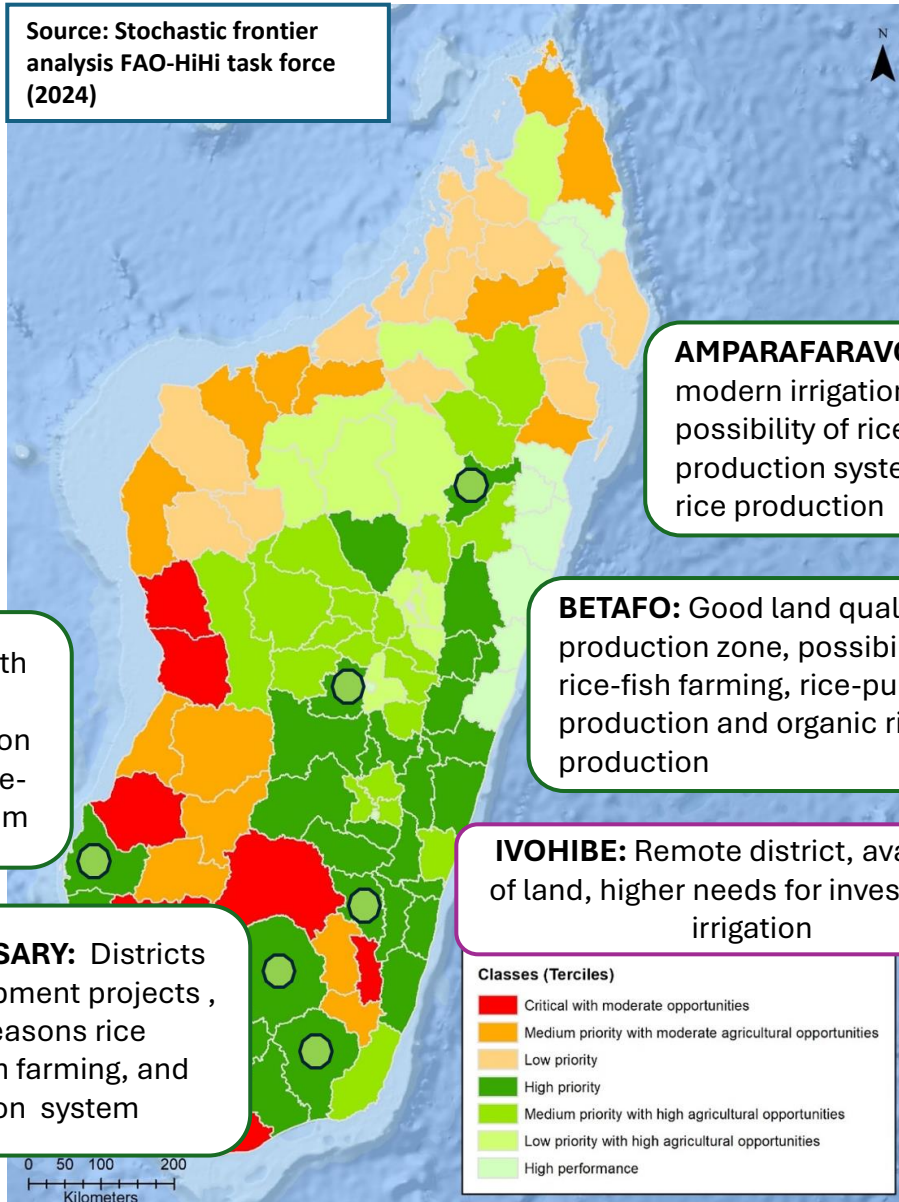 Source: Stochastic frontier
analysis FAO-HiHi task force
(2024)
N
AMPARAFARAVO
modern irrigation
possibility of rice
production syste
rice production
BETAFO: Good land qual
production zone, possibi
rice-fish farming, rice-pu
production and organic ri
production
th
on
e-
m
IVOHIBE: Remote district, ava
of land, higher needs for inves
irrigation
SARY: Districts
pment projects ,
easons rice
n farming, and
on system
Classes (Terciles)
Critical with moderate opportunities
Medium priority with moderate agricultural opportunities
Low priority
High priority
Medium priority with high agricultural opportunities
Low priority with high agricultural opportunities
High performance
0 50 100 200
Kilometers